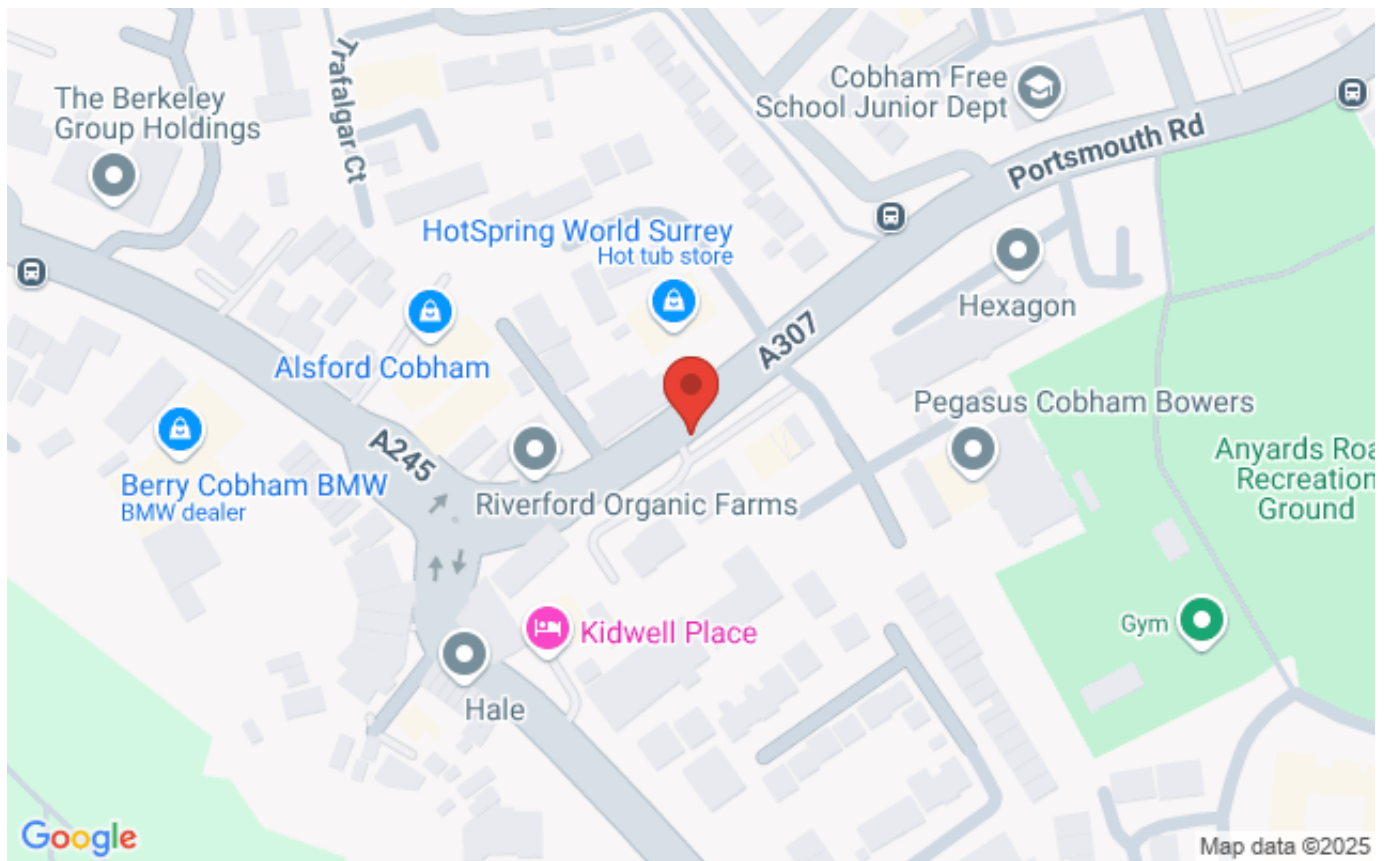 Trafalgar Ct
The Berkeley
Group Holdings
Cobham Free
School Junior Dept
Portsmouth Rd
HotSpring World Surrey
Hot tub store
Hexagon
A307
Alsford Cobham
Pegasus Cobham Bowers
A245
Anyards Roa
Recreation
Ground
Berry Cobham BMW
BMW dealer
Riverford Organic Farms
Gym
Kidwell Place
Hale
Google
Map data ©2025